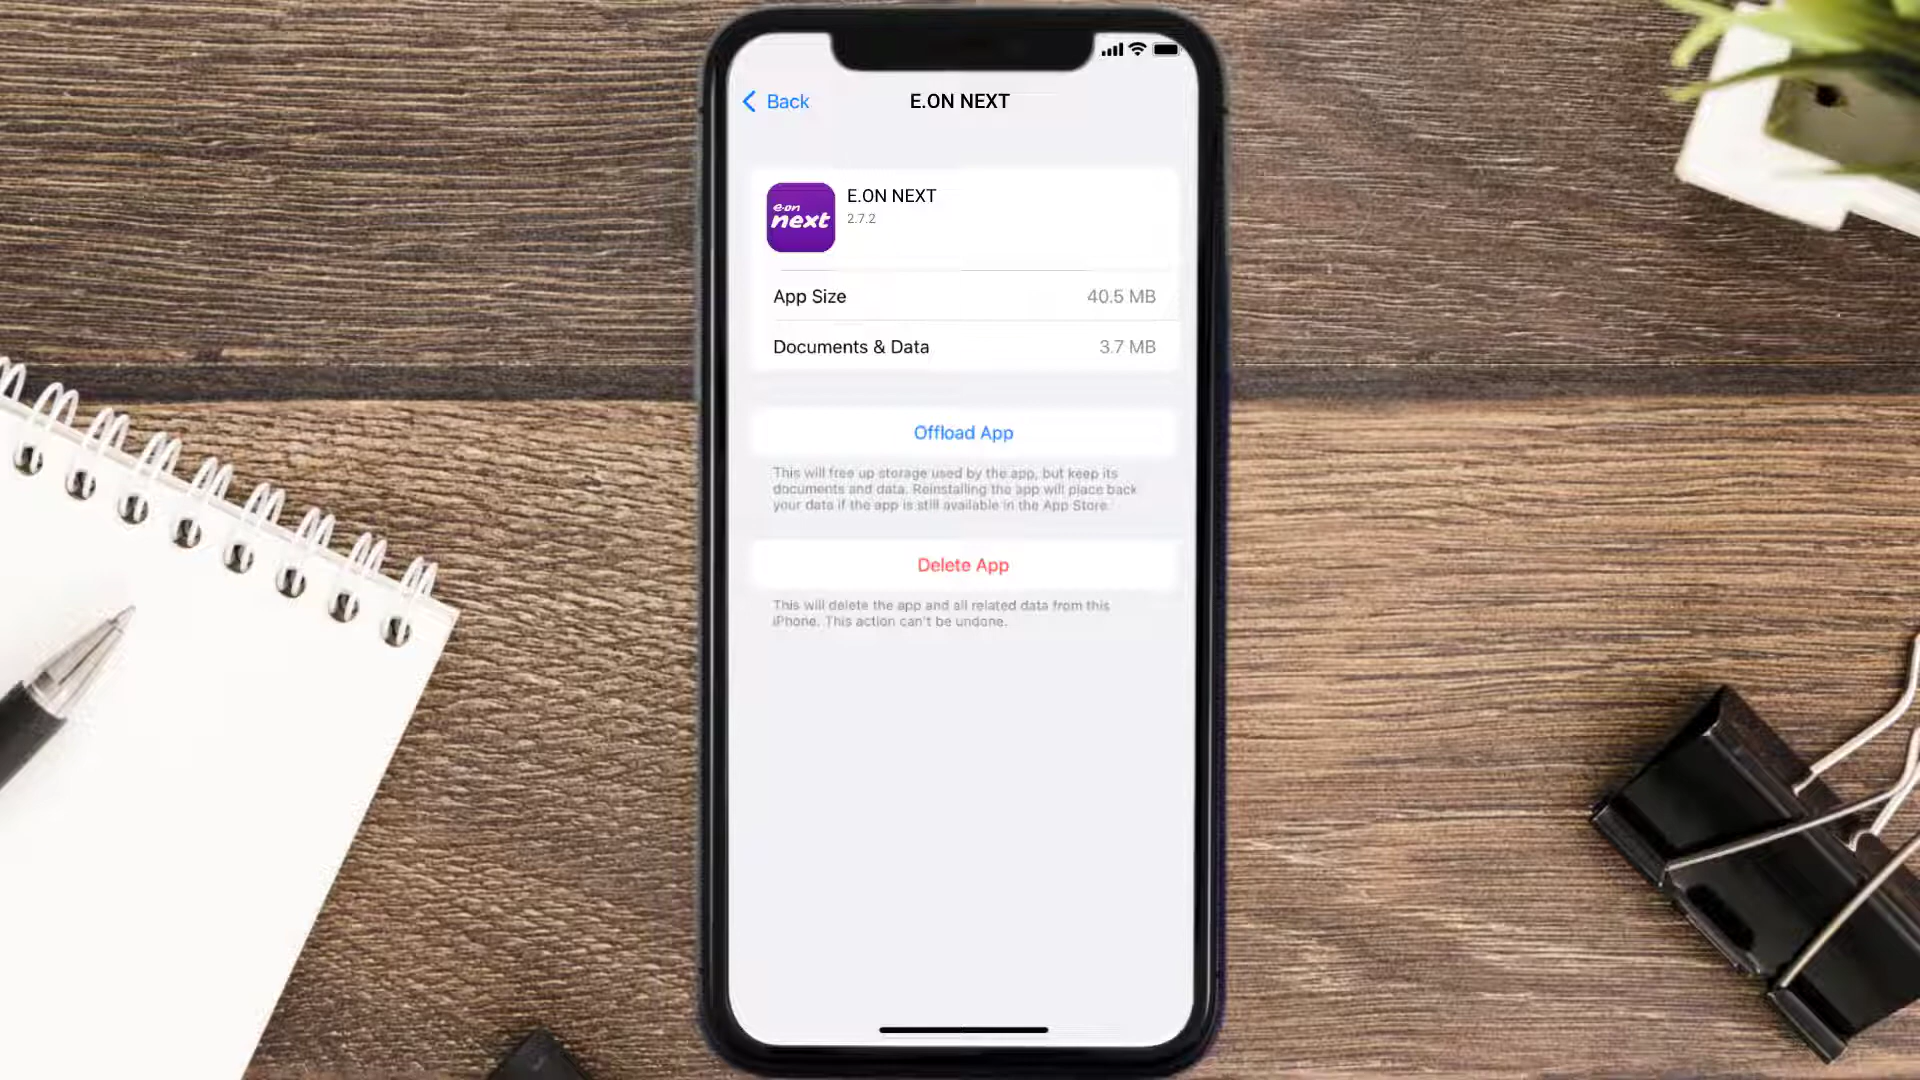 Back
E.ON NEXT
e·on
next
E.ON NEXT
2.7.2
App Size
40.5 MB
Documents & Data
3.7 MB
Offload App
This will free up storage used by the app, but keep its
documents and data. Reinstalling the app will place back
your data if the app is still available in the App Store.
Delete App
This will delete the app and all related data from this
iPhone. This action can't be undone.